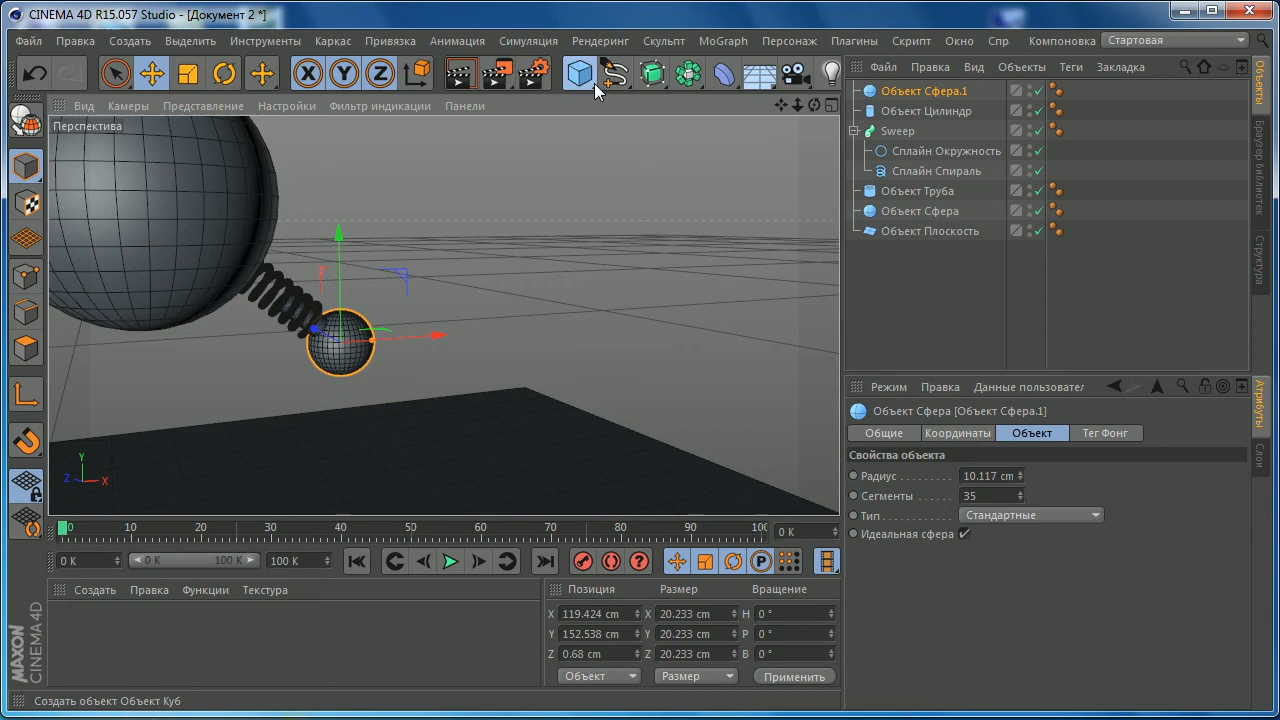 CINEMA 4D R15.057 Studio - [Документ 2 *]
Файл Правка Создать Выделить Инструменты Каркас Привязка Анимация Симуляция Рендеринг Скульпт MoGraph Персонаж Плагины Скрипт Окно Спр Компоновка Стартовая
X Y Z
Файл Правка Вид Объекты Теги Закладка
Объект Сфера.1
Объект Цилиндр
Sweep
Сплайн Окружность
Сплайн Спираль
Объект Труба
Объект Сфера
Объект Плоскость
Объекты
Браузер библиотек
Структура
Вид Камеры Представление Настройки Фильтр индикации Панели
Перспектива
Y
Z X
Режим Правка Данные пользовател
Объект Сфера [Объект Сфера.1]
Общие Координаты Объект Тег Фонг
Свойства объекта
Радиус 10.117 cm
Сегменты 35
Тип Стандартные
Идеальная сфера
Атрибуты
Слои
0 10 20 30 40 50 60 70 80 90 100 0 K
0 K 0 K 100 K 100 K
P
Создать Правка Функции Текстура
Позиция Размер Вращение
X 119.424 cm X 20.233 cm H 0 °
Y 152.538 cm Y 20.233 cm P 0 °
Z 0.68 cm Z 20.233 cm B 0 °
Объект Размер Применить
MAXON
CINEMA 4D
Создать объект Объект Куб